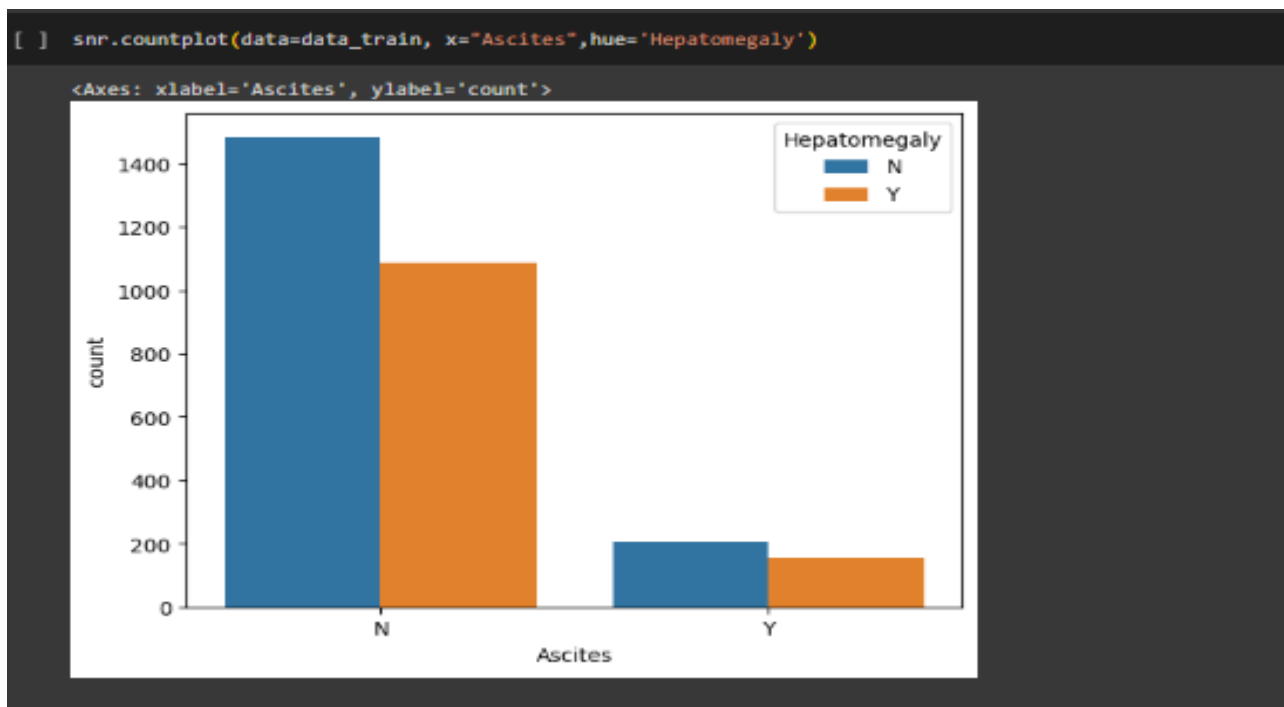 [ ] snr.countplot(data=data_train, x="Ascites",hue='Hepatomegaly')
<Axes: xlabel='Ascites', ylabel='count'>
Hepatomegaly
N
Y
1400
1200
1000
800
600
400
200
0
count
N Y
Ascites